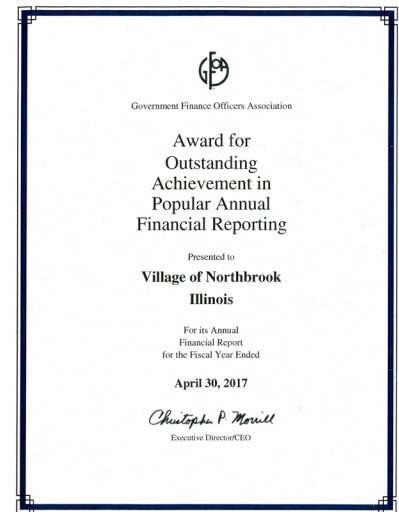 GFOA
Government Finance Officers Association
Award for
Outstanding
Achievement in
Popular Annual
Financial Reporting
Presented to
Village of Northbrook
Illinois
For its Annual
Financial Report
for the Fiscal Year Ended
April 30, 2017
Christopher P. Morrill
Executive Director/CEO